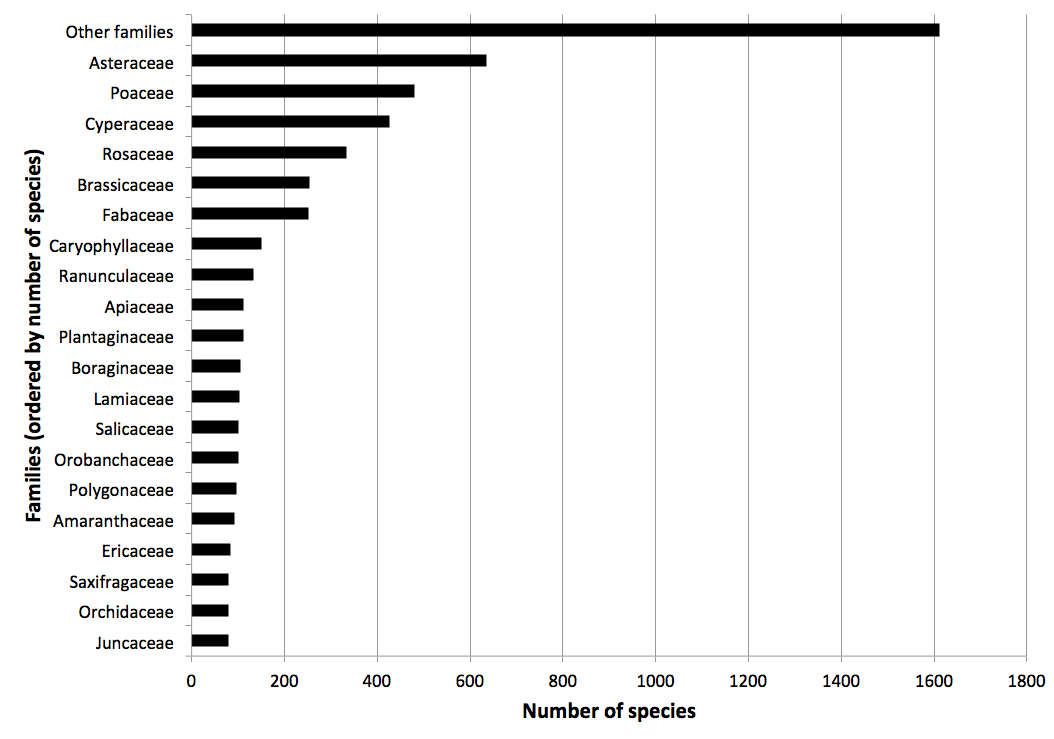 Other families
Asteraceae
Poaceae
Cyperaceae
Rosaceae
Brassicaceae
Fabaceae
Caryophyllaceae
Ranunculaceae
Apiaceae
Plantaginaceae
Boraginaceae
Lamiaceae
Salicaceae
Orobanchaceae
Polygonaceae
Amaranthaceae
Ericaceae
Saxifragaceae
Orchidaceae
Juncaceae
Families (ordered by number of species)
0 200 400 600 800 1000 1200 1400 1600 1800
Number of species